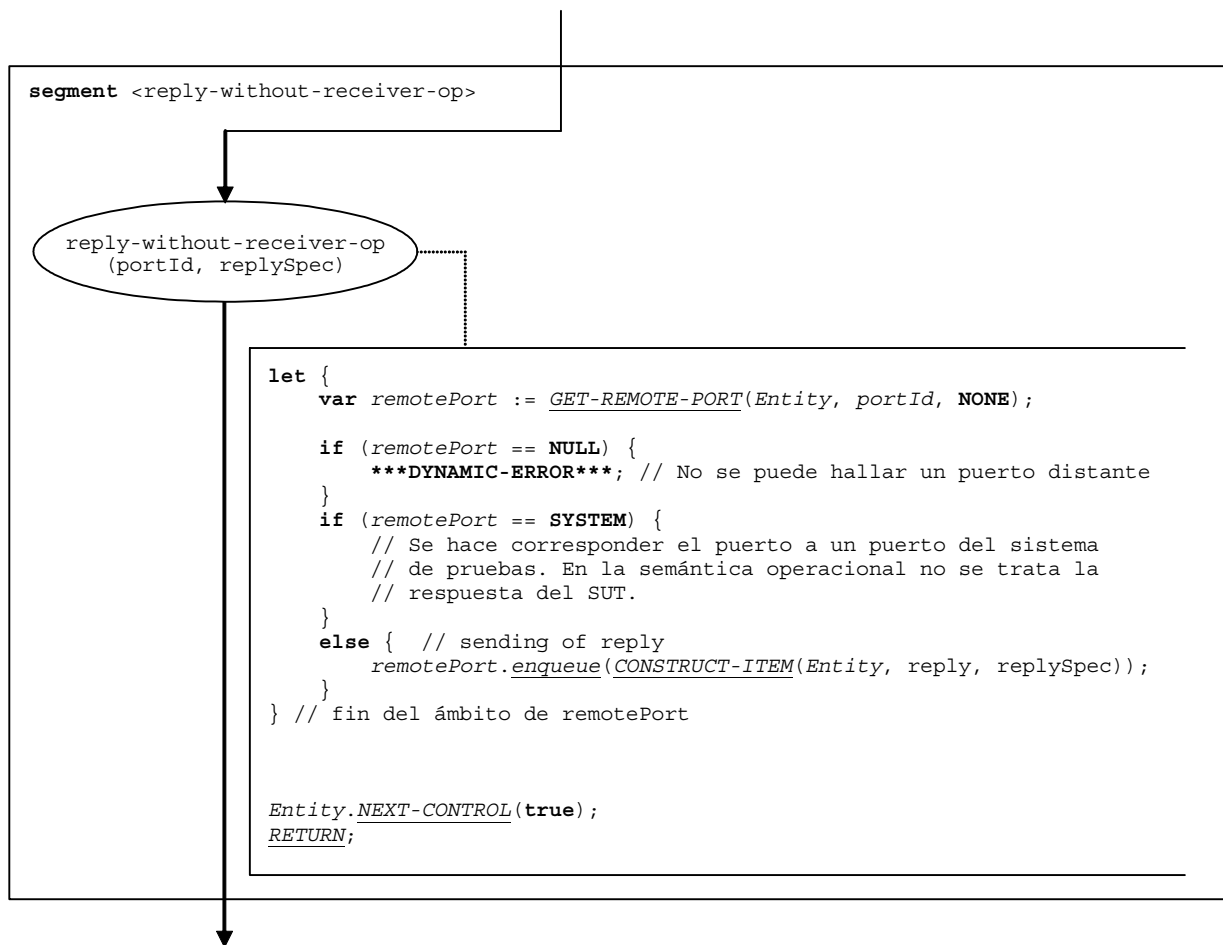 segment <reply-without-receiver-op>
reply-without-receiver-op
(portId, replySpec)
let {
var remotePort := GET-REMOTE-PORT(Entity, portId, NONE);
if (remotePort == NULL) {
***DYNAMIC-ERROR***; // No se puede hallar un puerto distante
}
if (remotePort == SYSTEM) {
// Se hace corresponder el puerto a un puerto del sistema
// de pruebas. En la semántica operacional no se trata la
// respuesta del SUT.
}
else { // sending of reply
remotePort.enqueue(CONSTRUCT-ITEM(Entity, reply, replySpec));
}
} // fin del ámbito de remotePort
Entity.NEXT-CONTROL(true);
RETURN;